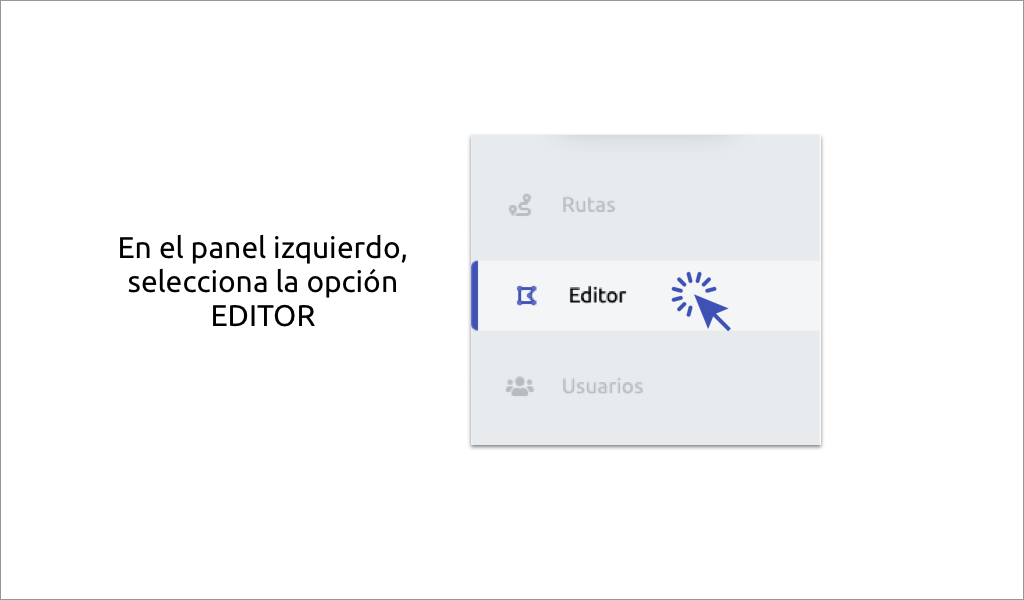 En el panel izquierdo,
selecciona la opción
EDITOR
Rutas
Editor
Usuarios